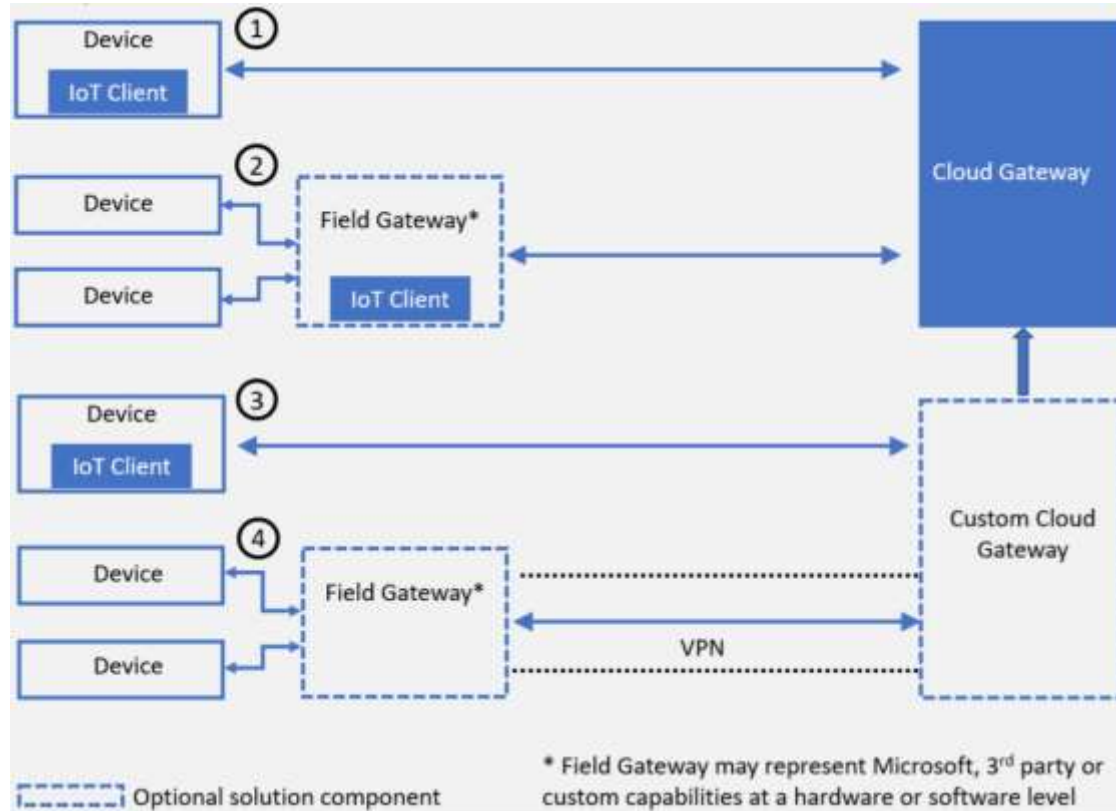 Device
1
IoT Client
Cloud Gateway
2
Device
Field Gateway*
Device
IoT Client
3
Device
IoT Client
Custom Cloud
Gateway
4
Device
Field Gateway*
VPN
Device
* Field Gateway may represent Microsoft, 3rd party or
custom capabilities at a hardware or software level
Optional solution component